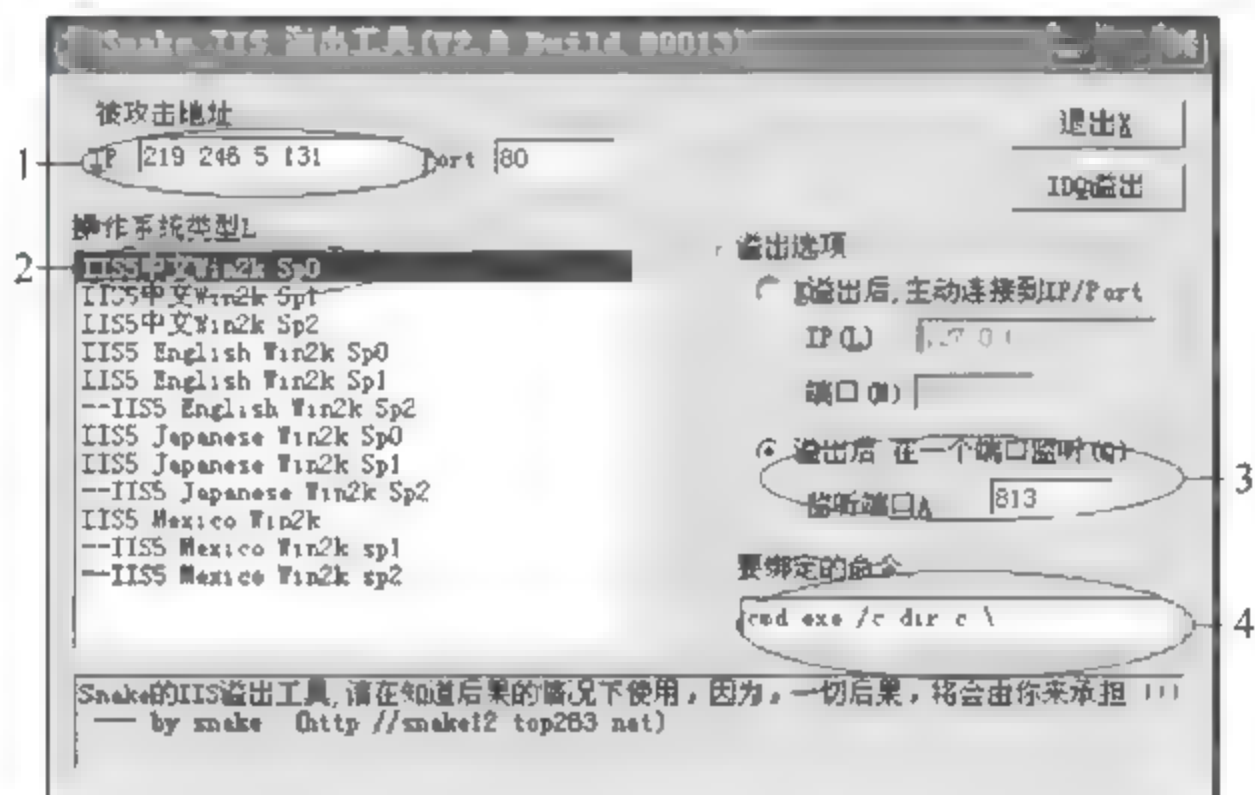 Snake IIS 溢出工具(V2.0 Build 00013)
被攻击地址
1
IP 219 246 5 131 Port 80
退出X
IDQ溢出
操作系统类型L
2
IIS5中文Win2k Sp0
IIS5中文Win2k Sp1
IIS5中文Win2k Sp2
IIS5 English Win2k Sp0
IIS5 English Win2k Sp1
--IIS5 English Win2k Sp2
IIS5 Japanese Win2k Sp0
IIS5 Japanese Win2k Sp1
--IIS5 Japanese Win2k Sp2
IIS5 Mexico Win2k
--IIS5 Mexico Win2k sp1
--IIS5 Mexico Win2k sp2
溢出选项
溢出后,主动连接到IP/Port
IP(L) 127 0
端口(N)
溢出后 在一个端口监听(Q)
3
监听端口A 813
要绑定的命令
cmd exe /c dir c \
4
Snake的IIS溢出工具,请在知道后果的情况下使用,因为,一切后果,将会由你来承担 !!!
—— by snake (http //snake12 top263 net)